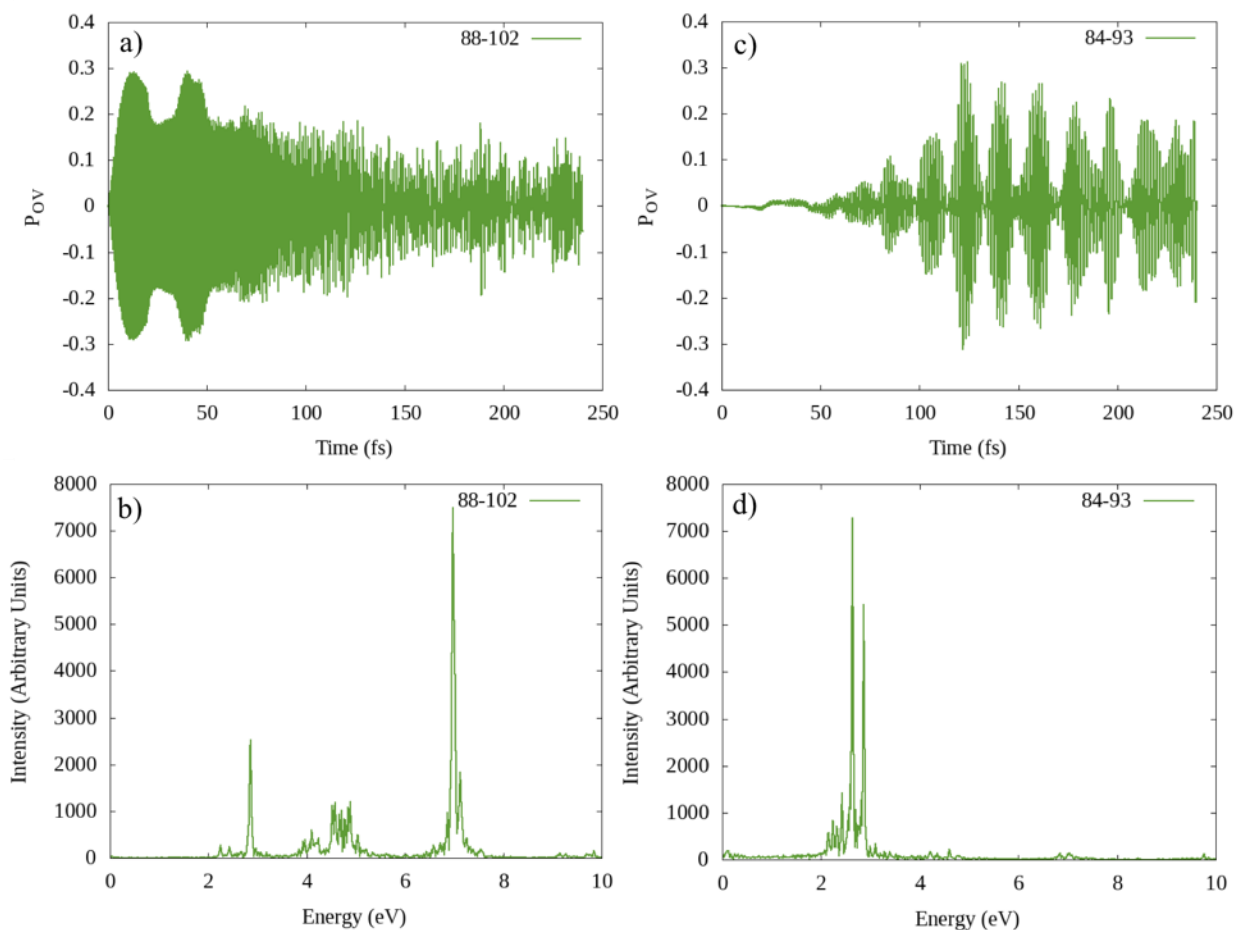 a)
88-102
0.4
0.3
0.2
0.1
0
-0.1
-0.2
-0.3
-0.4
P_OV
0 50 100 150 200 250
Time (fs)
c)
84-93
0.4
0.3
0.2
0.1
0
-0.1
-0.2
-0.3
-0.4
P_OV
0 50 100 150 200 250
Time (fs)
b)
88-102
8000
7000
6000
5000
4000
3000
2000
1000
0
Intensity (Arbitrary Units)
0 2 4 6 8 10
Energy (eV)
d)
84-93
8000
7000
6000
5000
4000
3000
2000
1000
0
Intensity (Arbitrary Units)
0 2 4 6 8 10
Energy (eV)